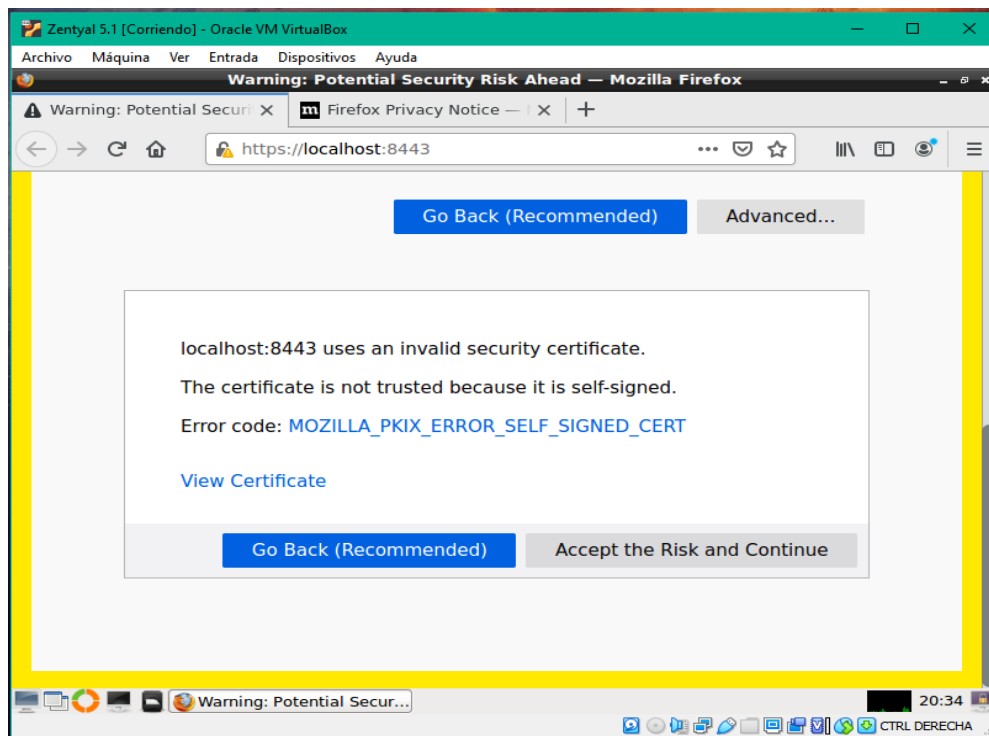 Zentyal 5.1 [Corriendo] - Oracle VM VirtualBox
Archivo Máquina Ver Entrada Dispositivos Ayuda
Warning: Potential Security Risk Ahead — Mozilla Firefox
Warning: Potential Securi
Firefox Privacy Notice —
https://localhost:8443
Go Back (Recommended)
Advanced...
localhost:8443 uses an invalid security certificate.
The certificate is not trusted because it is self-signed.
Error code: MOZILLA_PKIX_ERROR_SELF_SIGNED_CERT
View Certificate
Go Back (Recommended)
Accept the Risk and Continue
Warning: Potential Secur...
20:34
CTRL DERECHA